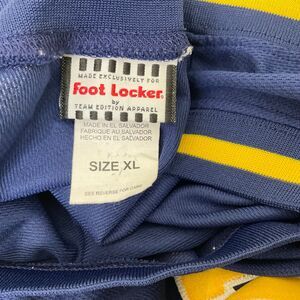 MADE EXCLUSIVELY FOR
Foot Locker.
by
TEAM EDITION APPAREL
MADE IN EL SALVADOR
FABRIQUE AU SALVADOR
HECHO EN EL SALVADOR
SIZE XL
SEE REVERSE FOR CARE